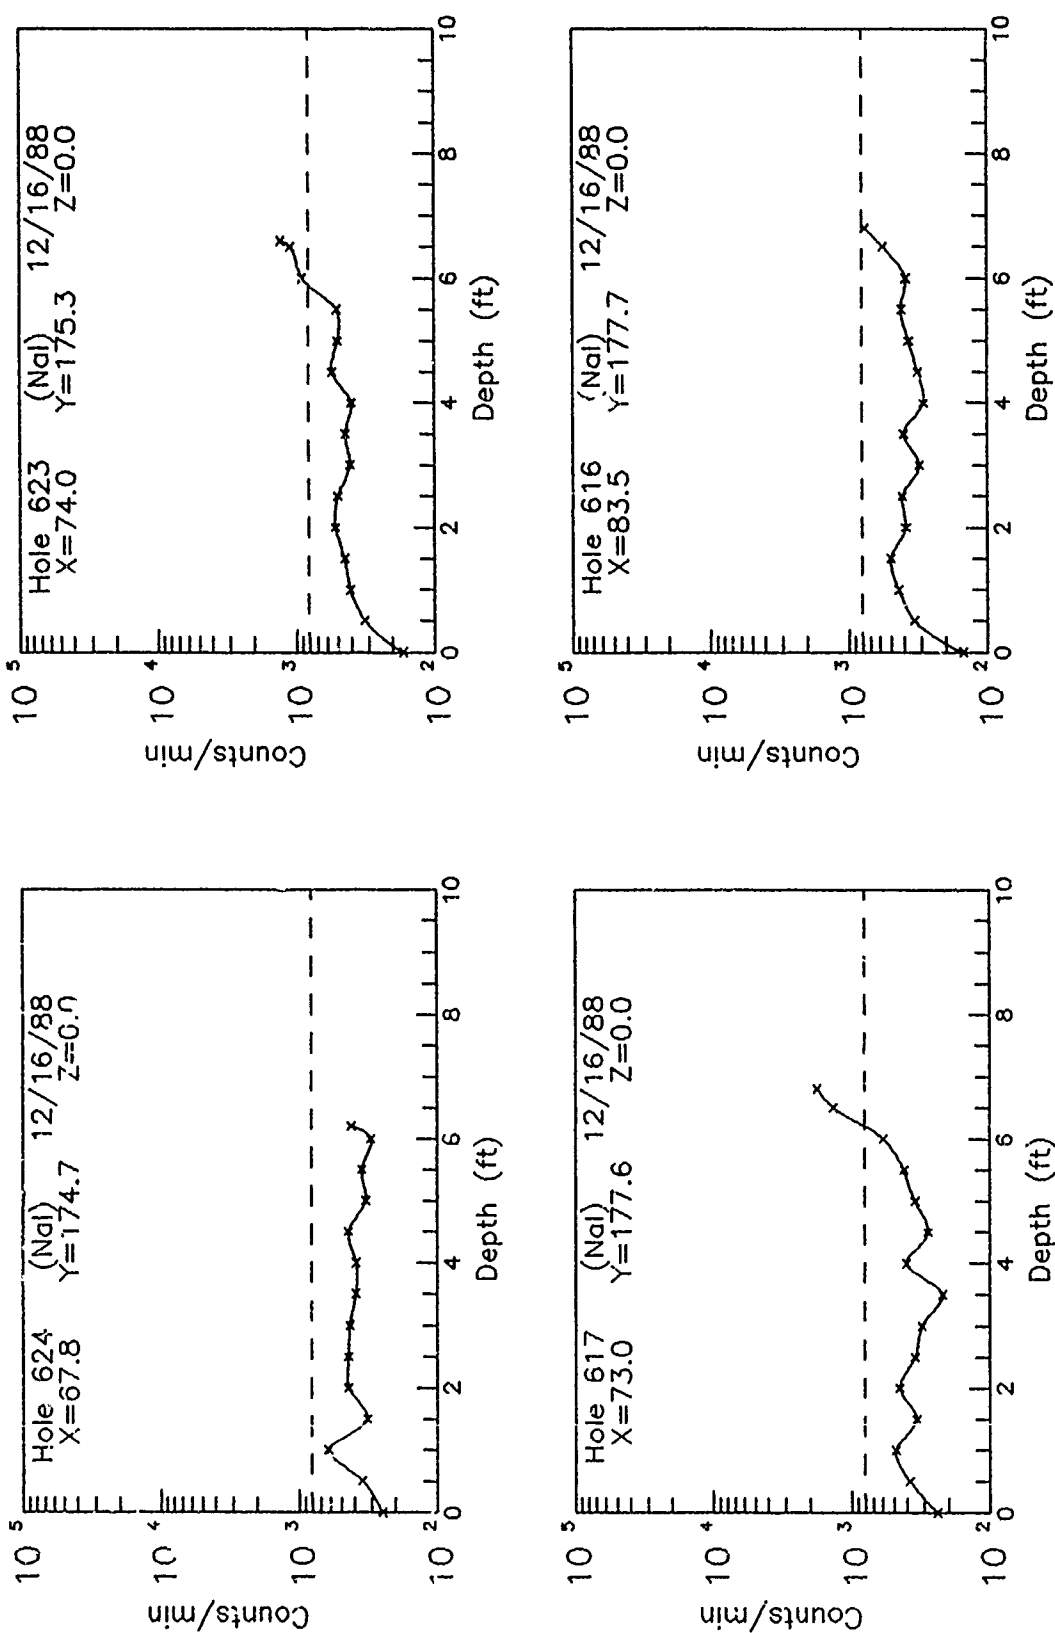 Hole 624 (NaI) 12/16/88
X=67.8 Y=174.7 Z=0.0
10 5
10 4
10 3
10 2
Counts/min
0 2 4 6 8 10
Depth (ft)
Hole 623 (NaI) 12/16/88
X=74.0 Y=175.3 Z=0.0
10 5
10 4
10 3
10 2
Counts/min
0 2 4 6 8 10
Depth (ft)
Hole 617 (NaI) 12/16/88
X=73.0 Y=177.6 Z=0.0
10 5
10 4
10 3
10 2
Counts/min
0 2 4 6 8 10
Depth (ft)
Hole 616 (NaI) 12/16/88
X=83.5 Y=177.7 Z=0.0
10 5
10 4
10 3
10 2
Counts/min
0 2 4 6 8 10
Depth (ft)